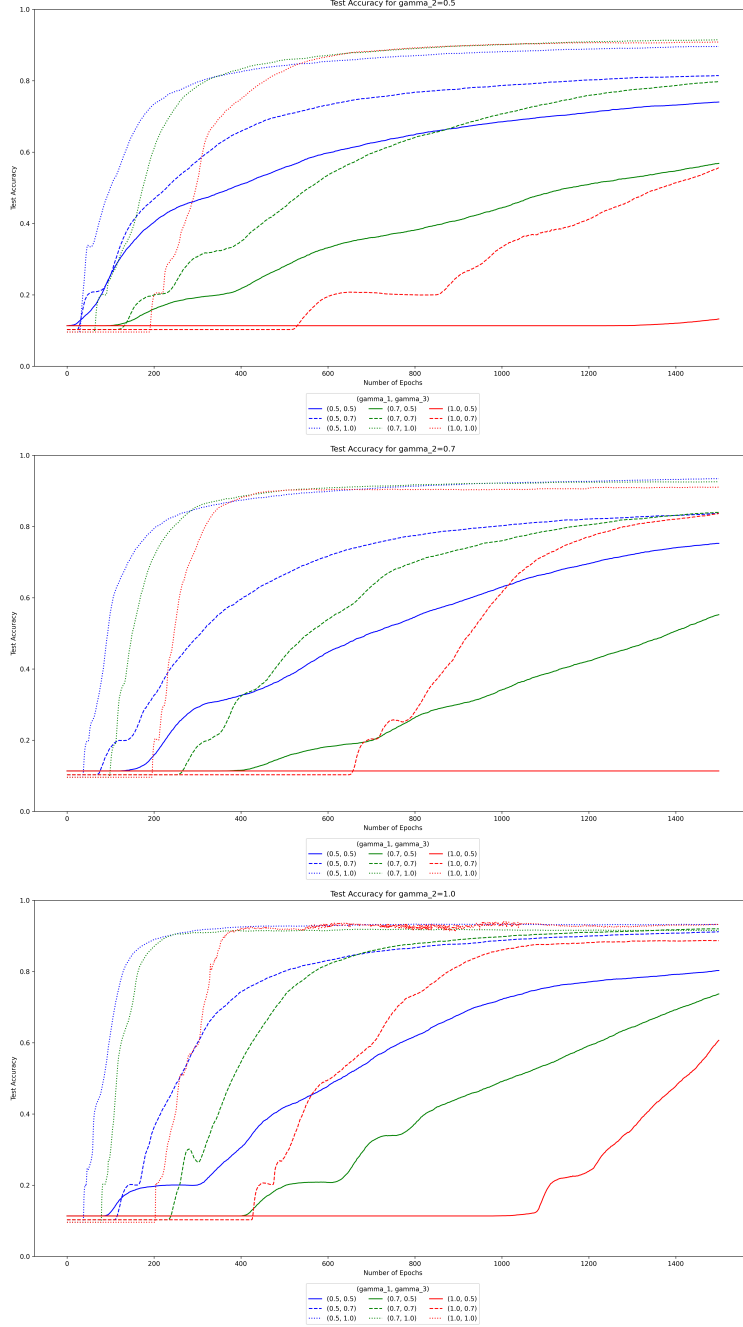 Test Accuracy for gamma_2=0.5
1.0
0.8
0.6
0.4
0.2
0.0
Test Accuracy
0 200 400 600 800 1000 1200 1400
Number of Epochs
(gamma_1, gamma_3)
(0.5, 0.5) (0.7, 0.5) (1.0, 0.5)
(0.5, 0.7) (0.7, 0.7) (1.0, 0.7)
(0.5, 1.0) (0.7, 1.0) (1.0, 1.0)
Test Accuracy for gamma_2=0.7
1.0
0.8
0.6
0.4
0.2
0.0
Test Accuracy
0 200 400 600 800 1000 1200 1400
Number of Epochs
(gamma_1, gamma_3)
(0.5, 0.5) (0.7, 0.5) (1.0, 0.5)
(0.5, 0.7) (0.7, 0.7) (1.0, 0.7)
(0.5, 1.0) (0.7, 1.0) (1.0, 1.0)
Test Accuracy for gamma_2=1.0
1.0
0.8
0.6
0.4
0.2
0.0
Test Accuracy
0 200 400 600 800 1000 1200 1400
Number of Epochs
(gamma_1, gamma_3)
(0.5, 0.5) (0.7, 0.5) (1.0, 0.5)
(0.5, 0.7) (0.7, 0.7) (1.0, 0.7)
(0.5, 1.0) (0.7, 1.0) (1.0, 1.0)